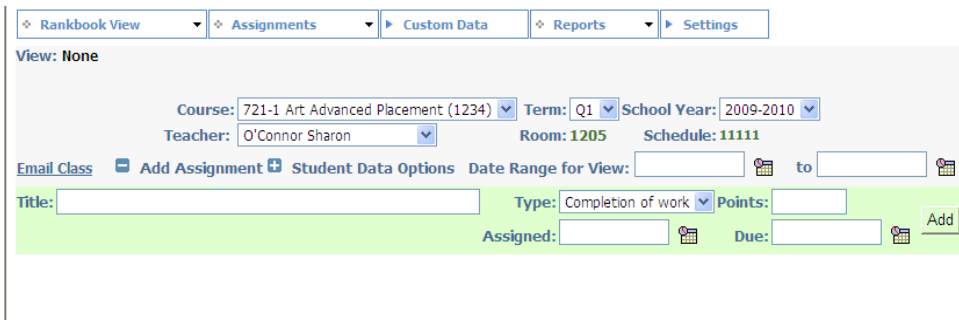 Rankbook View Assignments Custom Data Reports Settings
View: None
Course: 721-1 Art Advanced Placement (1234) Term: Q1 School Year: 2009-2010
Teacher: O'Connor Sharon Room: 1205 Schedule: 11111
Email Class Add Assignment Student Data Options Date Range for View: to
Title: Type: Completion of work Points:
Add
Assigned: Due: